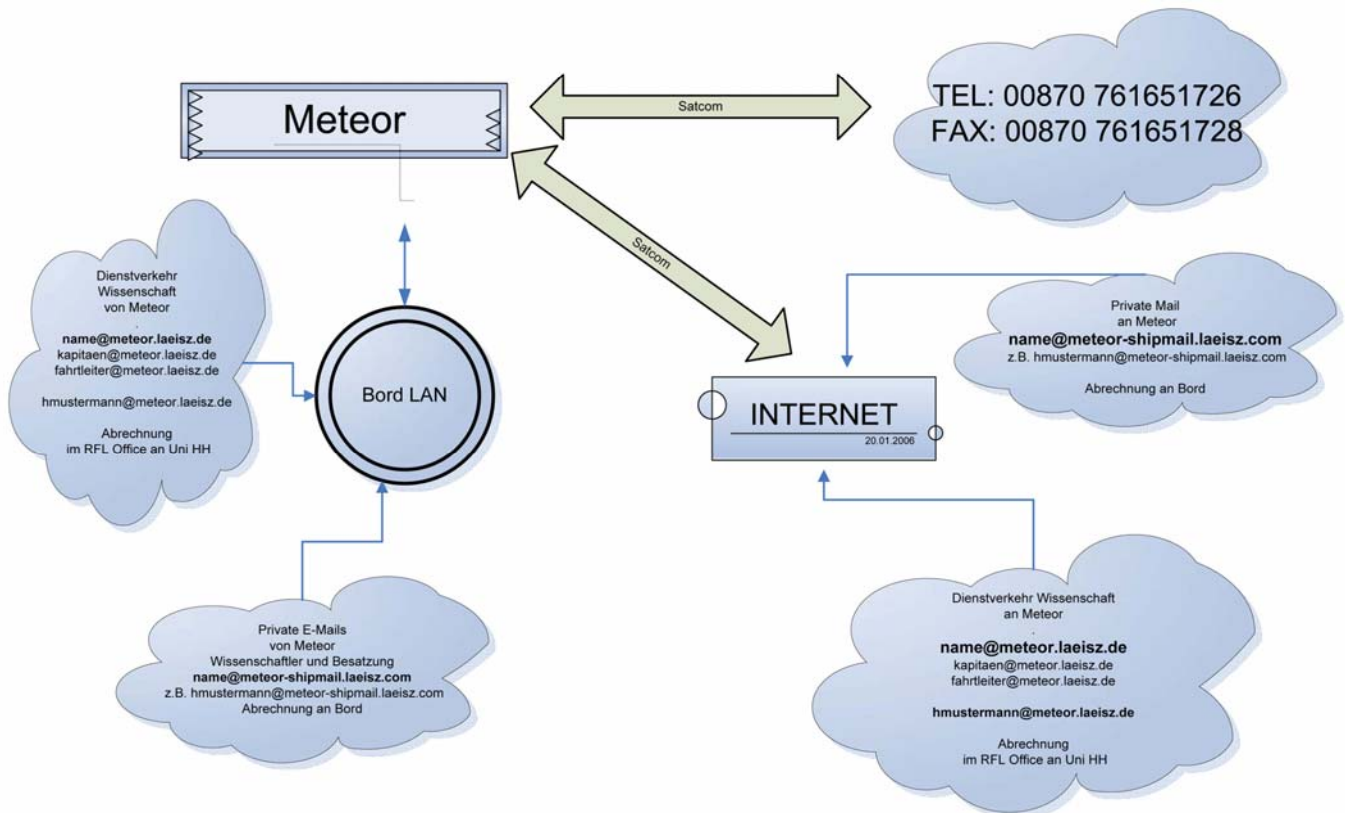 Meteor
Satcom
TEL: 00870 761651726
FAX: 00870 761651728
Satcom
Dienstverkehr
Wissenschaft
von Meteor
.
name@meteor.laeisz.de
kapitaen@meteor.laeisz.de
fahrtleiter@meteor.laeisz.de
hmustermann@meteor.laeisz.de
Abrechnung
im RFL Office an Uni HH
Bord LAN
Private Mail
an Meteor
name@meteor-shipmail.laeisz.com
z.B. hmustermann@meteor-shipmail.laeisz.com
Abrechnung an Bord
INTERNET
20.01.2006
Private E-Mails
von Meteor
Wissenschaftler und Besatzung
name@meteor-shipmail.laeisz.com
z.B. hmustermann@meteor-shipmail.laeisz.com
Abrechnung an Bord
Dienstverkehr Wissenschaft
an Meteor
.
name@meteor.laeisz.de
kapitaen@meteor.laeisz.de
fahrtleiter@meteor.laeisz.de
hmustermann@meteor.laeisz.de
Abrechnung
im RFL Office an Uni HH